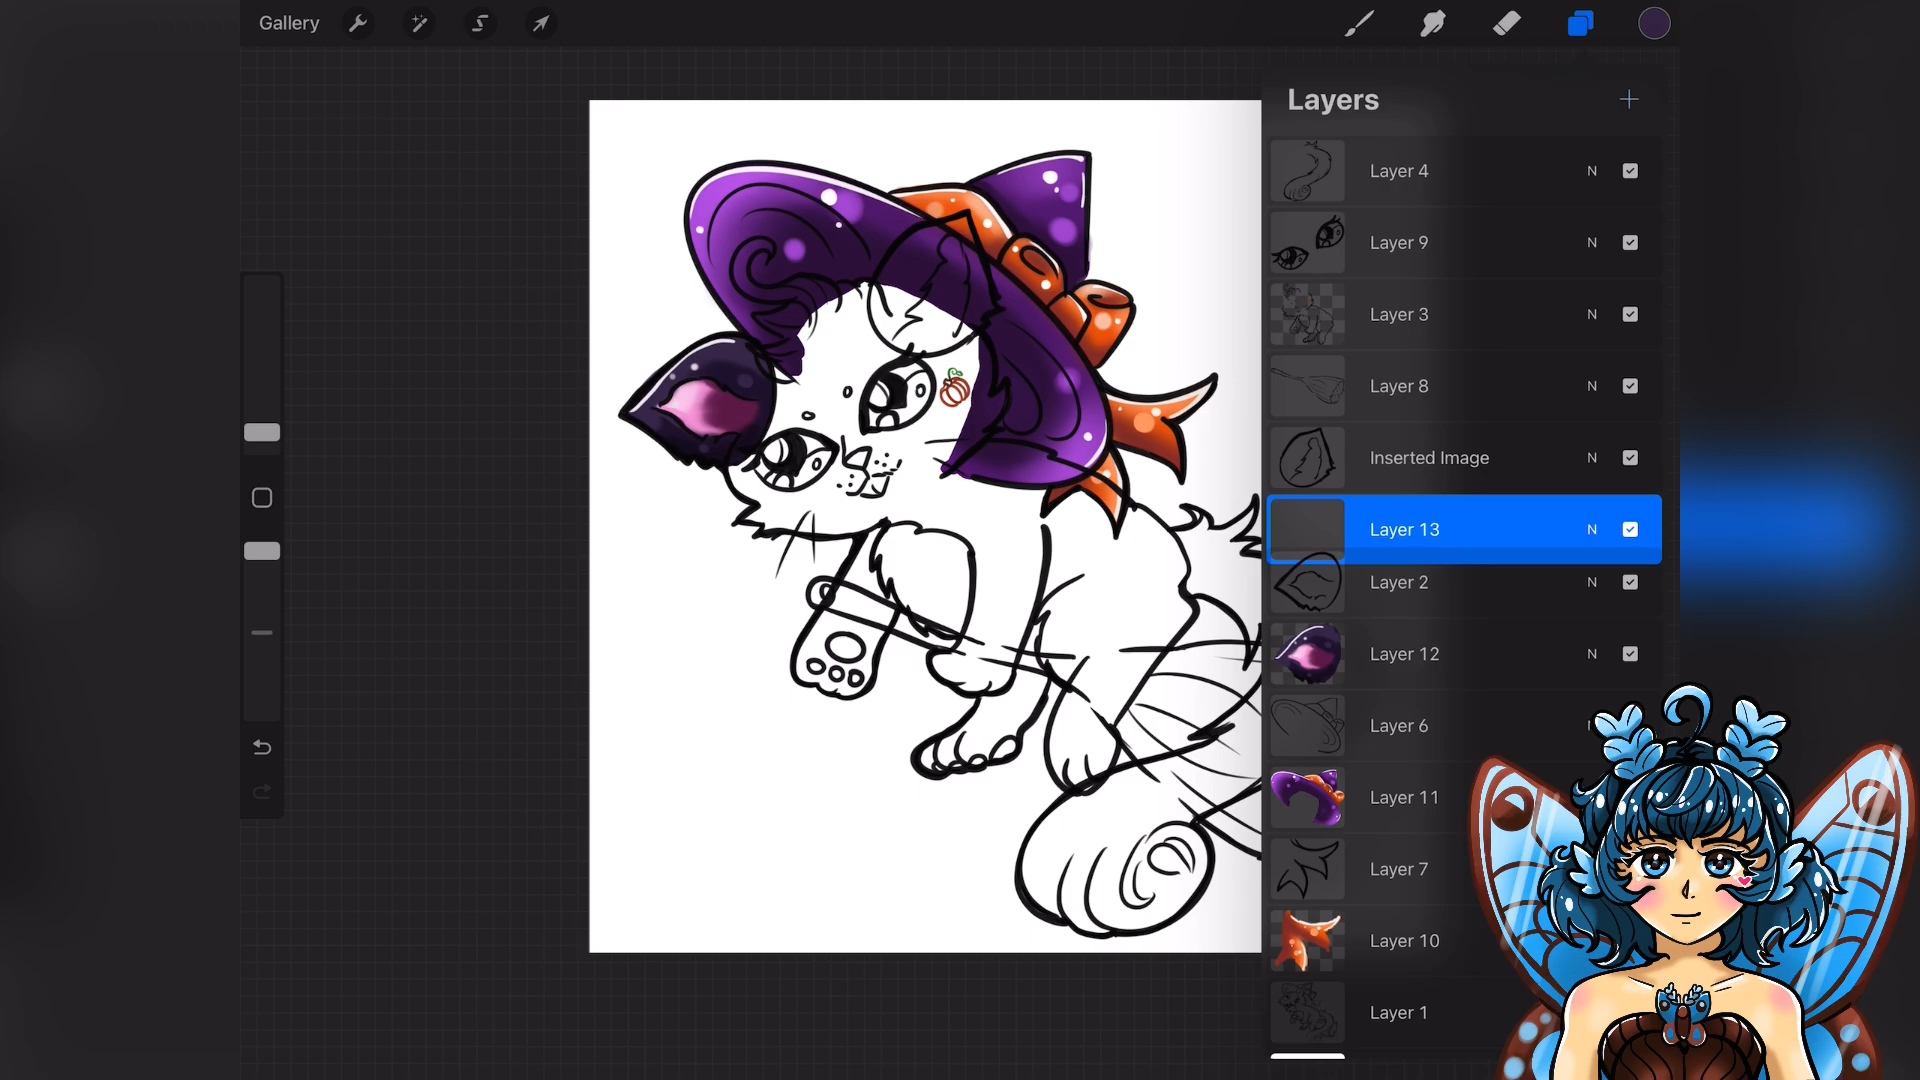 Gallery
Layers
Layer 4 N
Layer 9 N
Layer 3 N
Layer 8 N
Inserted Image N
Layer 13 N
Layer 2 N
Layer 12 N
Layer 6
Layer 11
Layer 7
Layer 10
Layer 1